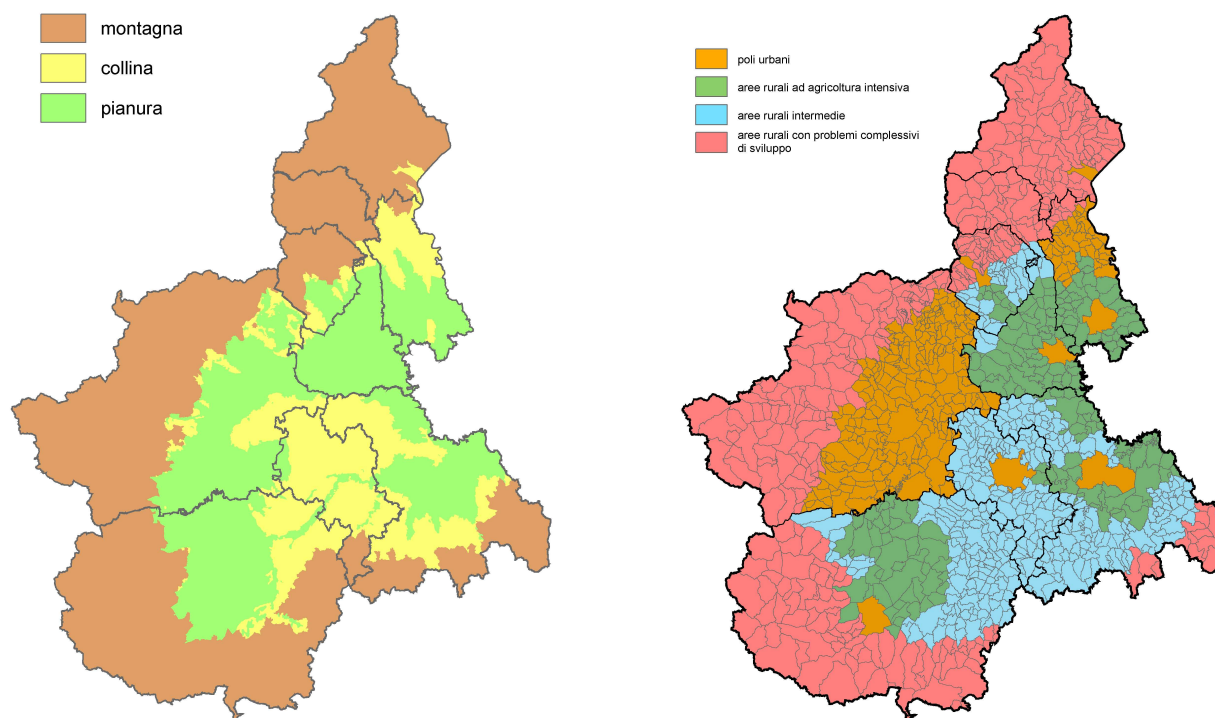 montagna
collina
pianura
poli urbani
aree rurali ad agricoltura intensiva
aree rurali intermedie
aree rurali con problemi complessivi
di sviluppo